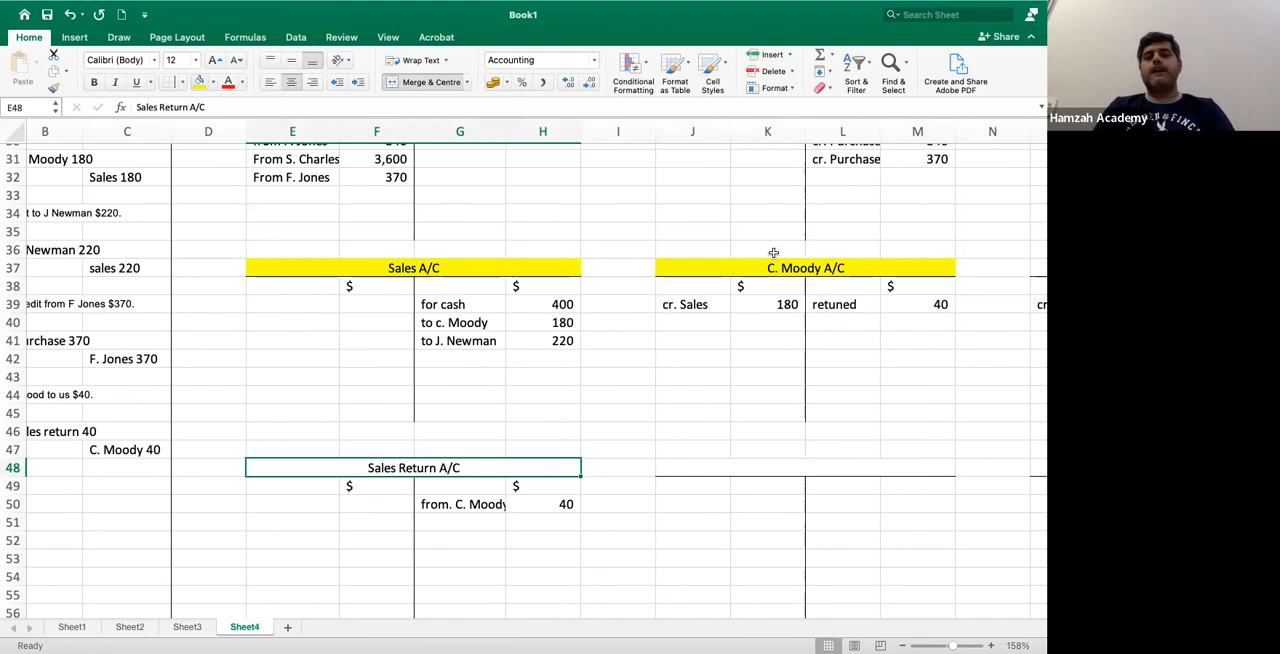 Book1
Search Sheet
Home Insert Draw Page Layout Formulas Data Review View Acrobat
Share
Paste
Calibri (Body) 12
Wrap Text
Accounting
Insert
Delete
Format
B I U
Merge & Centre
Conditional Formatting
Format as Table
Cell Styles
Sort & Filter
Find & Select
Create and Share Adobe PDF
Hamzah Academy
E48 fx Sales Return A/C
B C D E F G H I J K L M N
31 Moody 180 From S. Charles 3,600 cr. Purchase 370
32 Sales 180 From F. Jones 370
33
34 t to J Newman $220.
35
36 Newman 220
37 sales 220 Sales A/C C. Moody A/C
38 $ $ $ $
39 edit from F Jones $370. for cash 400 cr. Sales 180 retuned 40 cr
40 to c. Moody 180
41 urchase 370 to J. Newman 220
42 F. Jones 370
43
44 ood to us $40.
45
46 les return 40
47 C. Moody 40
48 Sales Return A/C
49 $ $
50 from. C. Moody 40
51
52
53
54
55
56
Sheet1 Sheet2 Sheet3 Sheet4 +
Ready 158%